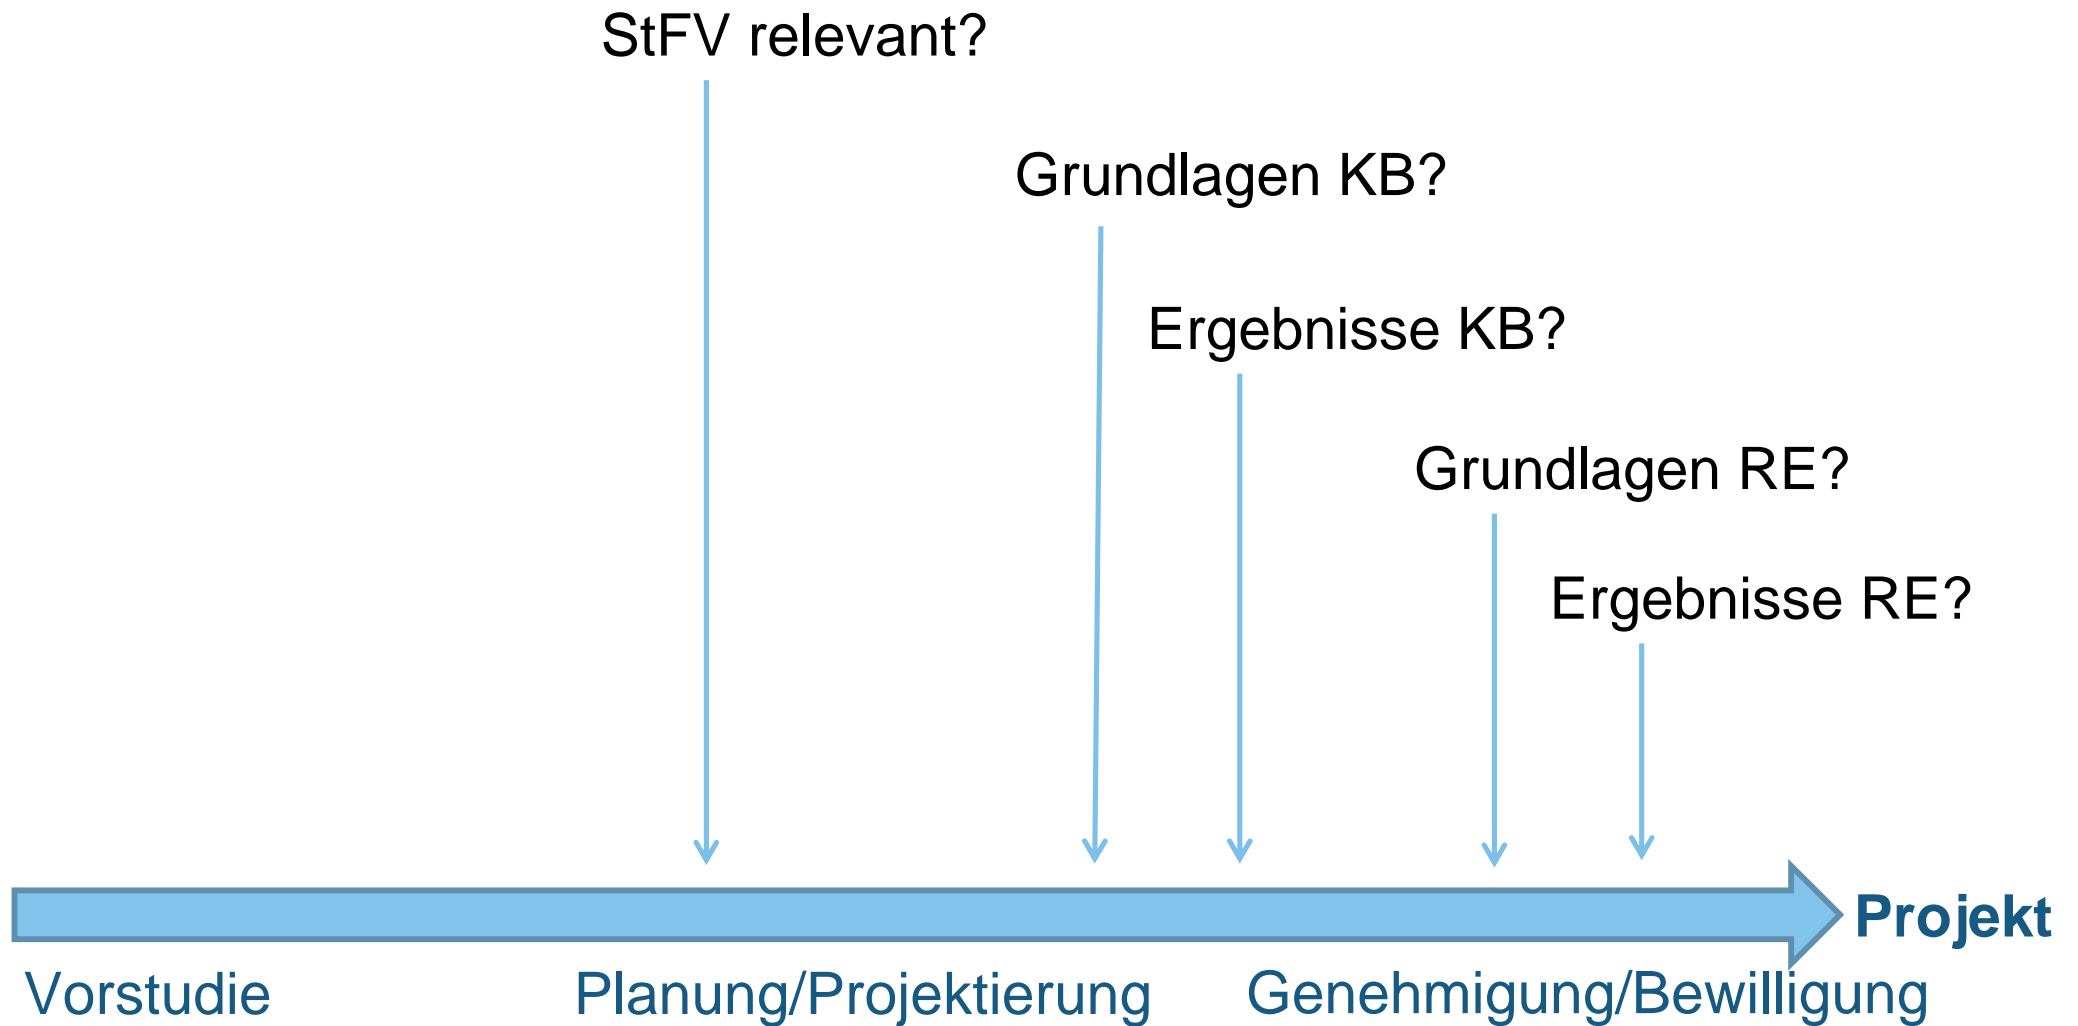 StFV relevant?
Grundlagen KB?
Ergebnisse KB?
Grundlagen RE?
Ergebnisse RE?
Projekt
Vorstudie
Planung/Projektierung
Genehmigung/Bewilligung